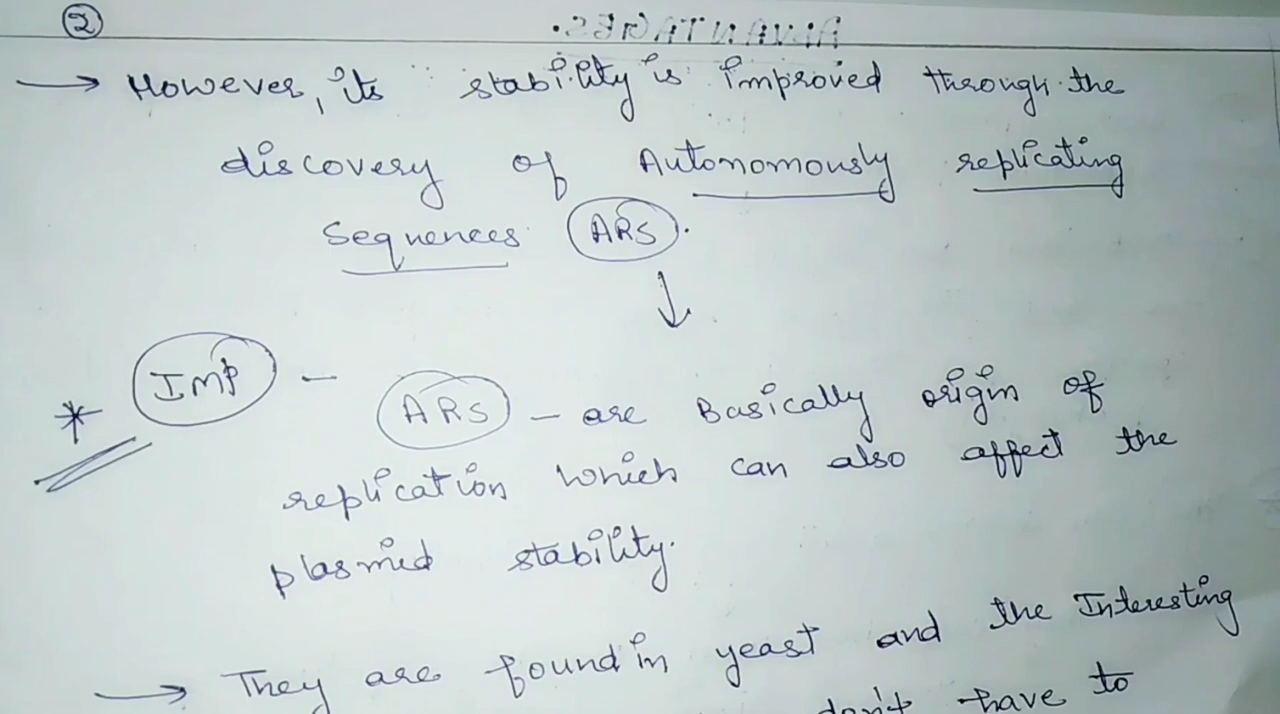 ②
→ However, its stability is improved through the
discovery of Autonomously replicating
Sequences ARS.
↓
* Imp – ARS – are Basically origin of
replication which can also affect the
plasmid stability.
→ They are found in yeast and the Interesting
don't have to